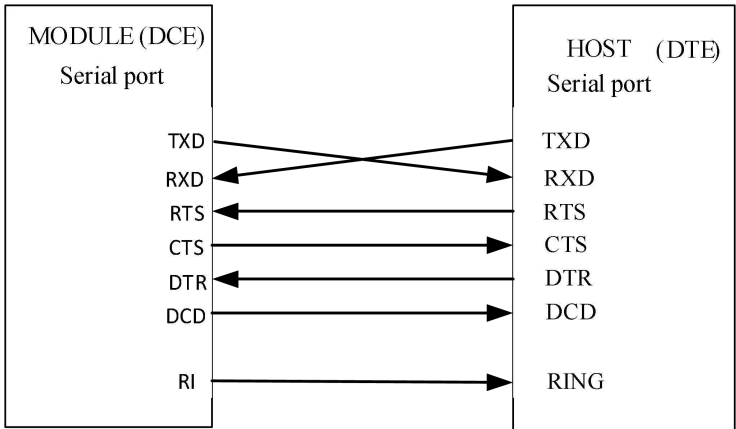 MODULE (DCE)
Serial port
TXD
RXD
RTS
CTS
DTR
DCD
RI
HOST (DTE)
Serial port
TXD
RXD
RTS
CTS
DTR
DCD
RING